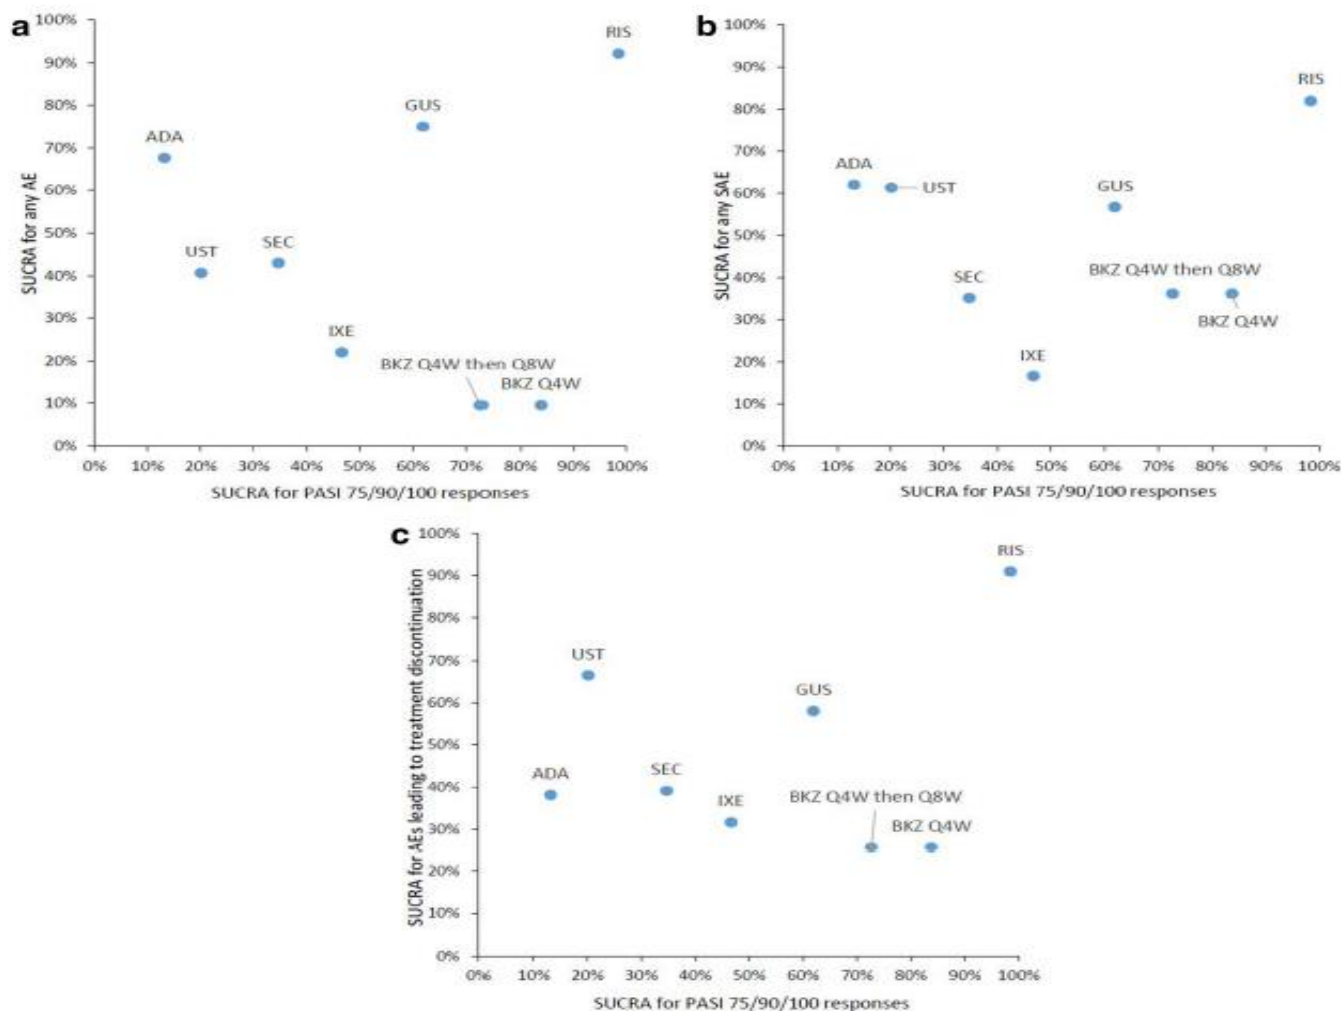 a
100%
90%
80%
70%
60%
50%
40%
30%
20%
10%
0%
SUCRA for any AE
RIS
GUS
ADA
UST
SEC
IXE
BKZ Q4W then Q8W
BKZ Q4W
0% 10% 20% 30% 40% 50% 60% 70% 80% 90% 100%
SUCRA for PASI 75/90/100 responses
b
100%
90%
80%
70%
60%
50%
40%
30%
20%
10%
0%
SUCRA for any SAE
RIS
ADA
UST
GUS
SEC
BKZ Q4W then Q8W
BKZ Q4W
IXE
0% 10% 20% 30% 40% 50% 60% 70% 80% 90% 100%
SUCRA for PASI 75/90/100 responses
c
100%
90%
80%
70%
60%
50%
40%
30%
20%
10%
0%
SUCRA for AEs leading to treatment discontinuation
RIS
UST
GUS
ADA
SEC
IXE
BKZ Q4W then Q8W
BKZ Q4W
0% 10% 20% 30% 40% 50% 60% 70% 80% 90% 100%
SUCRA for PASI 75/90/100 responses